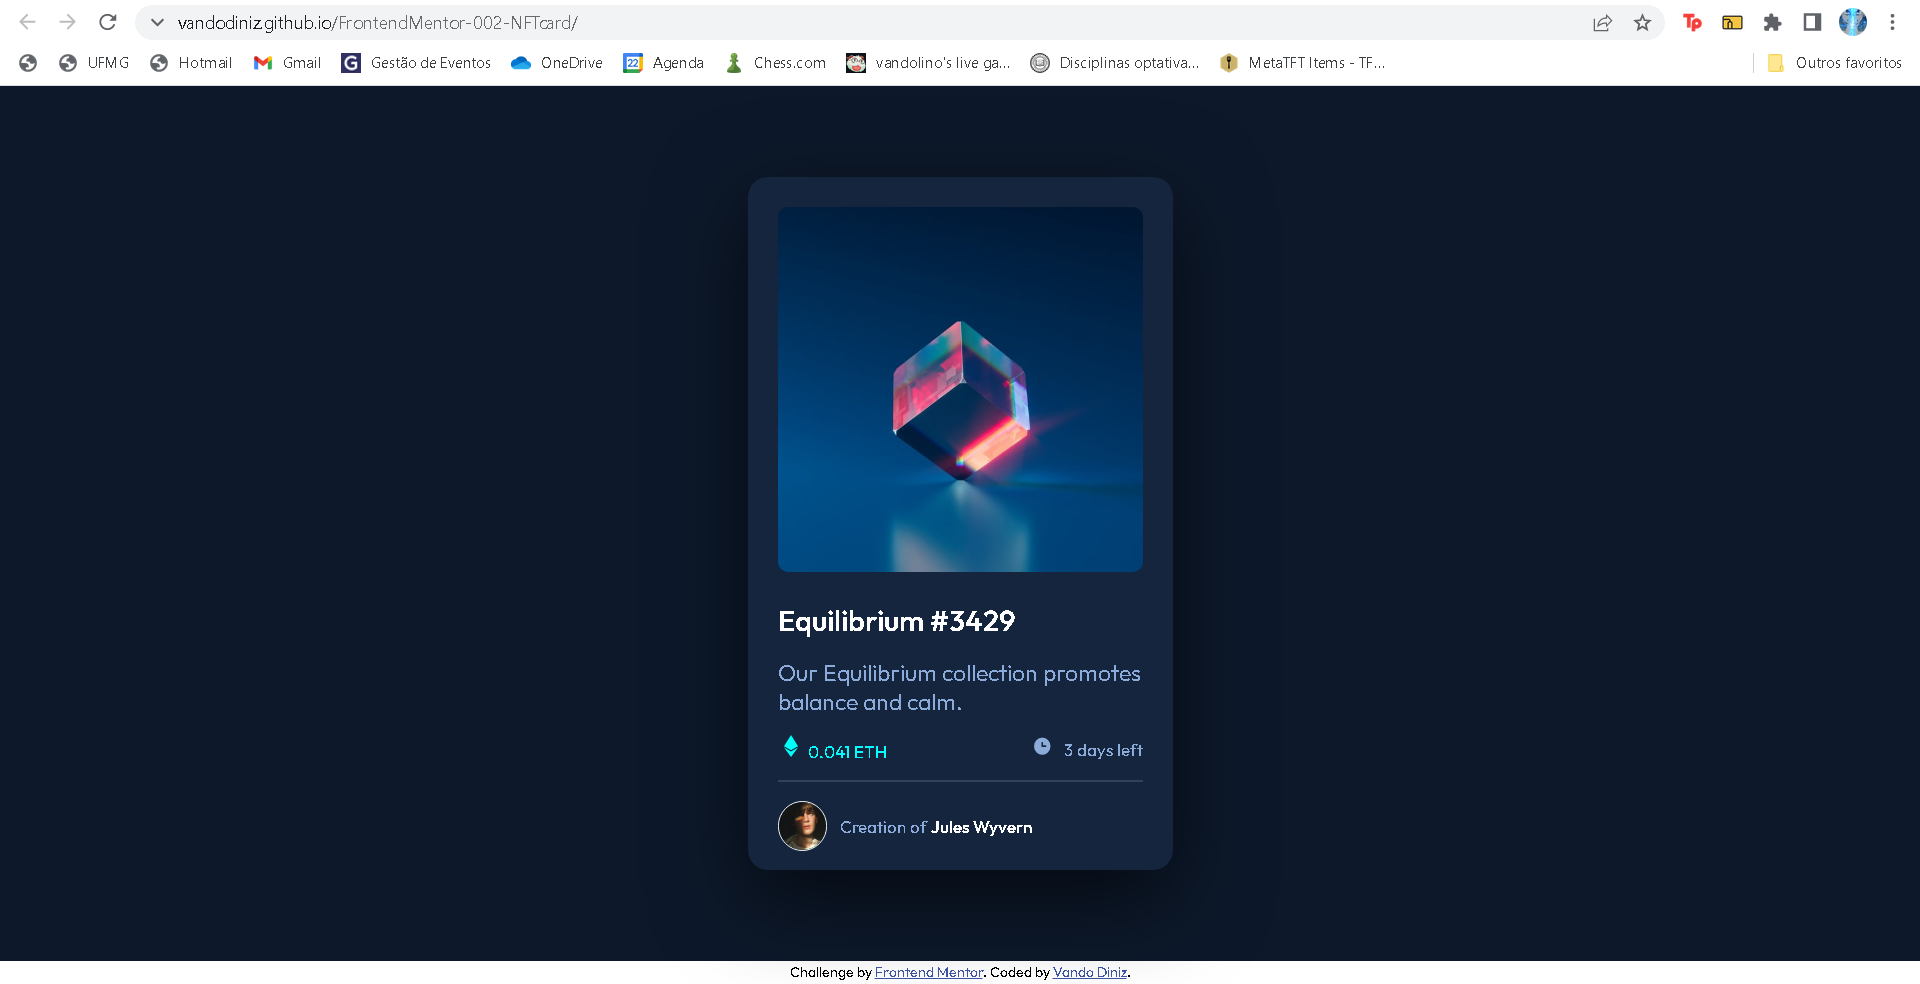 vandodiniz.github.io/FrontendMentor-002-NFTcard/
Tp
UFMG Hotmail Gmail G Gestão de Eventos OneDrive 22 Agenda Chess.com vandolino's live ga... Disciplinas optativa... MetaTFT Items - TF... Outros favoritos
Equilibrium #3429
Our Equilibrium collection promotes
balance and calm.
0.041 ETH 3 days left
Creation of Jules Wyvern
Challenge by Frontend Mentor. Coded by Vando Diniz.